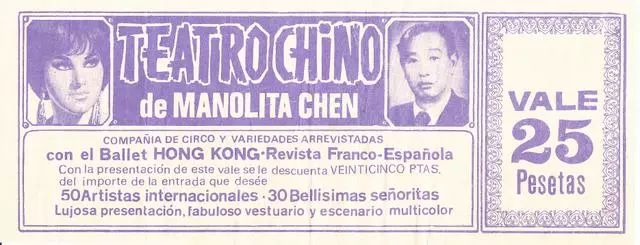 TEATRO CHINO
de MANOLITA CHEN
COMPAÑIA DE CIRCO Y VARIEDADES ARREVISTADAS
con el Ballet HONG KONG·Revista Franco-Española
Con la presentación de este vale se le descuenta VEINTICINCO PTAS,
del importe de la entrada que desée
50 Artistas internacionales · 30 Bellisimas señoritas
Lujosa presentación, fabuloso vestuario y escenario multicolor
VALE
25
Pesetas